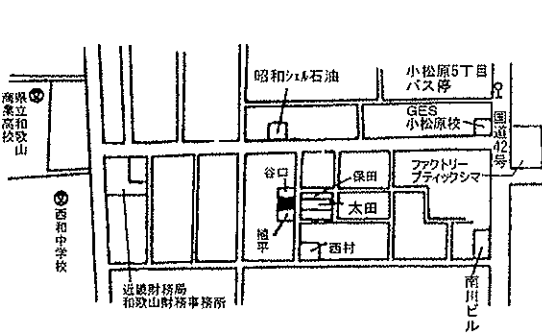 昭和シェル石油
小松原5丁目
バス停
GES
小松原校
国道42号
ファクトリー
ブティックシマ
県立和歌山
商業高校
谷口
保田
太田
植平
西村
西和中学校
近畿財務局
和歌山財務事務所
南川ビル